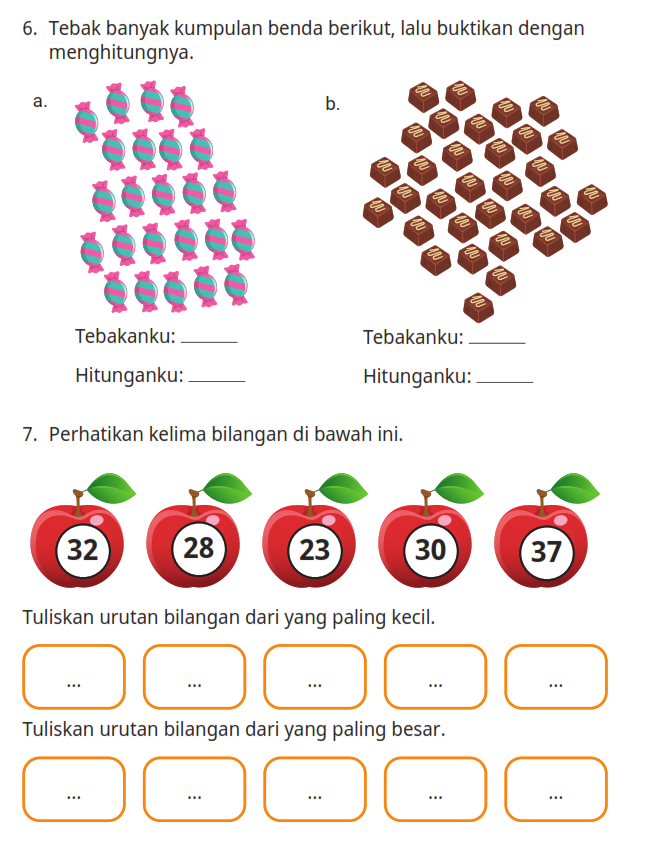 6. Tebak banyak kumpulan benda berikut, lalu buktikan dengan
menghitungnya.
a.
b.
Tebakanku: ______
Hitunganku: ______
Tebakanku: ______
Hitunganku: ______
7. Perhatikan kelima bilangan di bawah ini.
32 28 23 30 37
Tuliskan urutan bilangan dari yang paling kecil.
... ... ... ... ...
Tuliskan urutan bilangan dari yang paling besar.
... ... ... ... ...